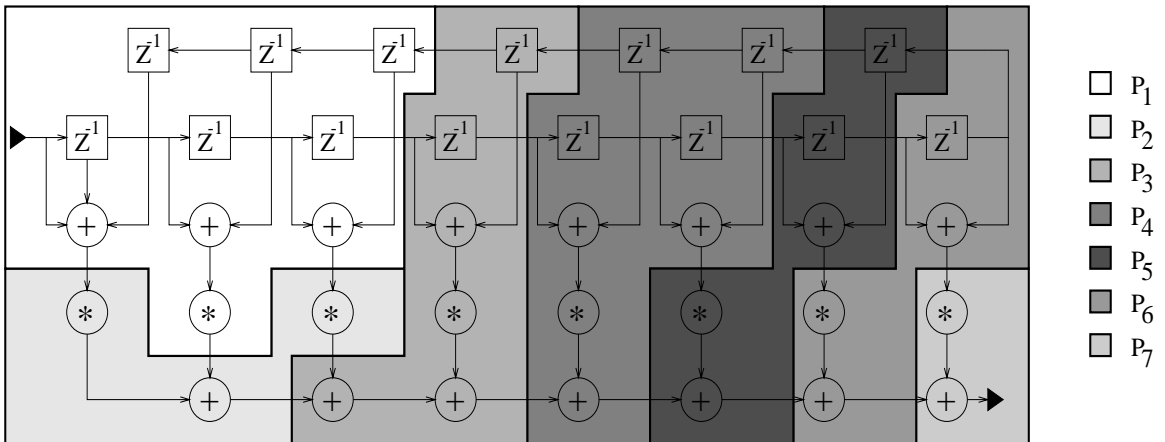 Z⁻¹ Z⁻¹ Z⁻¹ Z⁻¹ Z⁻¹ Z⁻¹ Z⁻¹
Z⁻¹ Z⁻¹ Z⁻¹ Z⁻¹ Z⁻¹ Z⁻¹ Z⁻¹ Z⁻¹
+ + + + + + + +
* * * * * * * *
+ + + + + + +
P₁
P₂
P₃
P₄
P₅
P₆
P₇